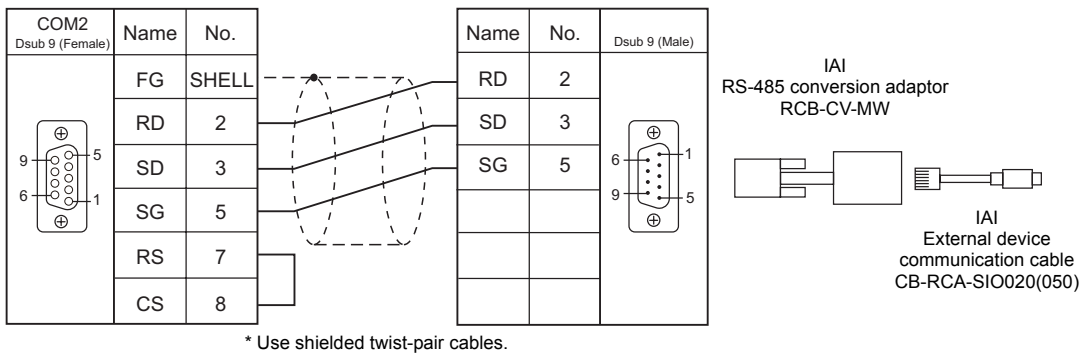 COM2
Dsub 9 (Female)
Name No.
FG SHELL
RD 2
SD 3
SG 5
RS 7
CS 8
9 5
6 1
Name No.
Dsub 9 (Male)
RD 2
SD 3
SG 5
6 1
9 5
IAI
RS-485 conversion adaptor
RCB-CV-MW
IAI
External device
communication cable
CB-RCA-SIO020(050)
* Use shielded twist-pair cables.